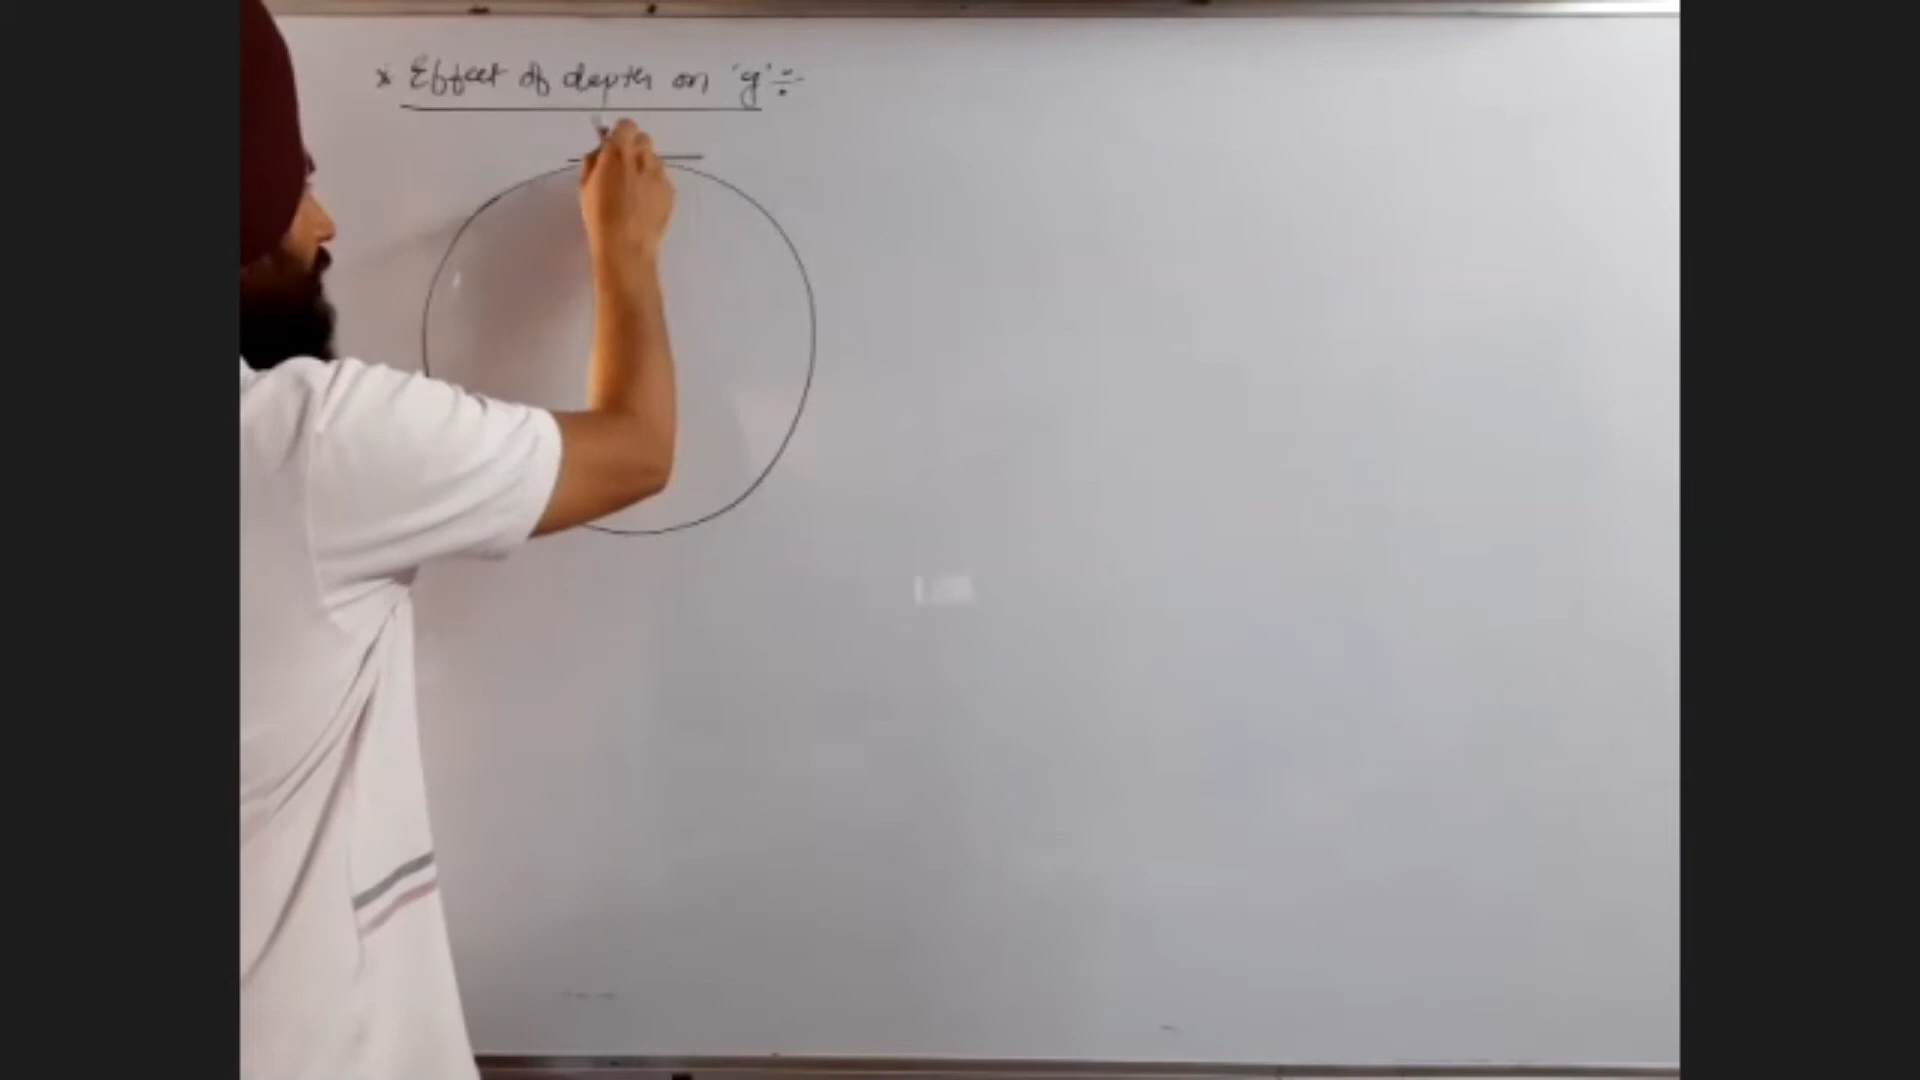 * Effect of depth on 'g' :-